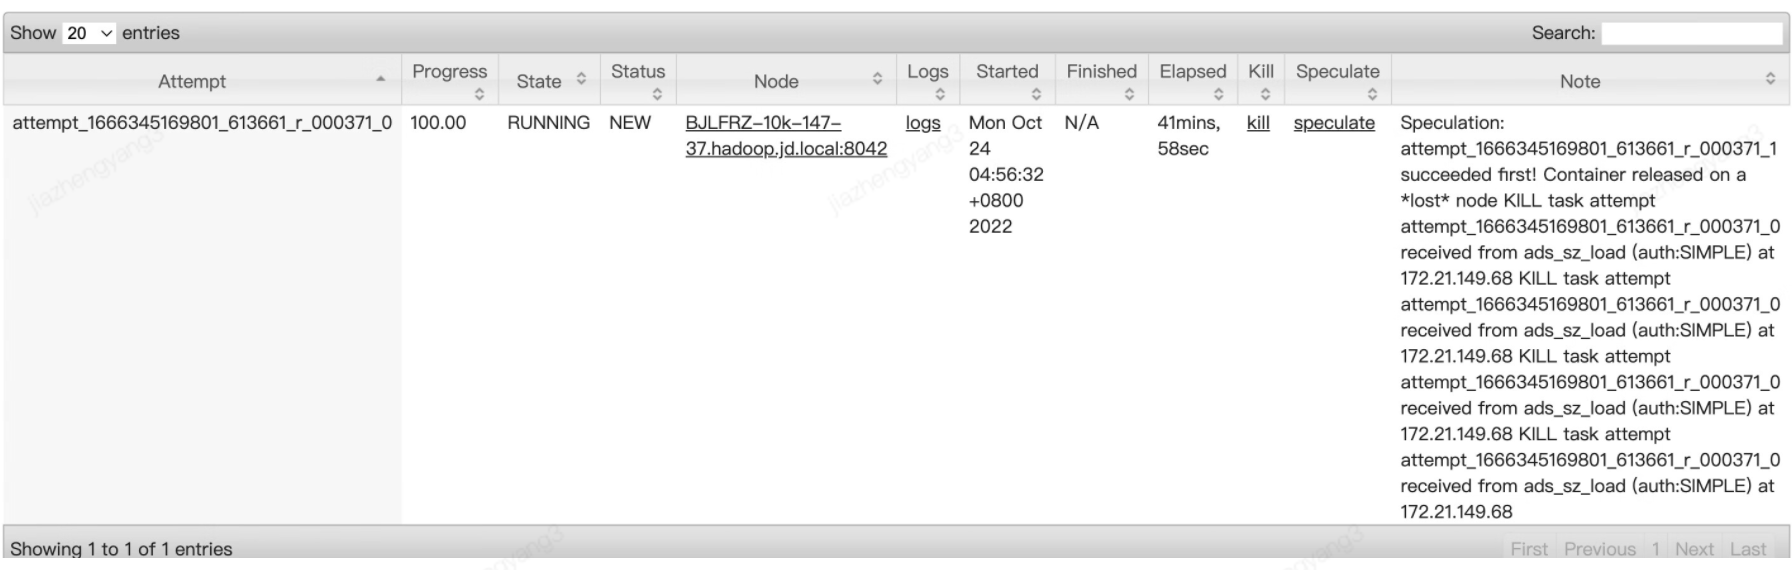 Show 20 entries Search:
Attempt Progress State Status Node Logs Started Finished Elapsed Kill Speculate Note
attempt_1666345169801_613661_r_000371_0 100.00 RUNNING NEW BJLFRZ-10k-147- logs Mon Oct N/A 41mins, kill speculate Speculation:
37.hadoop.jd.local:8042 24 58sec attempt_1666345169801_613661_r_000371_1
04:56:32 succeeded first! Container released on a
+0800 *lost* node KILL task attempt
2022 attempt_1666345169801_613661_r_000371_0
received from ads_sz_load (auth:SIMPLE) at
172.21.149.68 KILL task attempt
attempt_1666345169801_613661_r_000371_0
received from ads_sz_load (auth:SIMPLE) at
172.21.149.68 KILL task attempt
attempt_1666345169801_613661_r_000371_0
received from ads_sz_load (auth:SIMPLE) at
172.21.149.68 KILL task attempt
attempt_1666345169801_613661_r_000371_0
received from ads_sz_load (auth:SIMPLE) at
172.21.149.68
Showing 1 to 1 of 1 entries First Previous 1 Next Last
jiazhengyang3